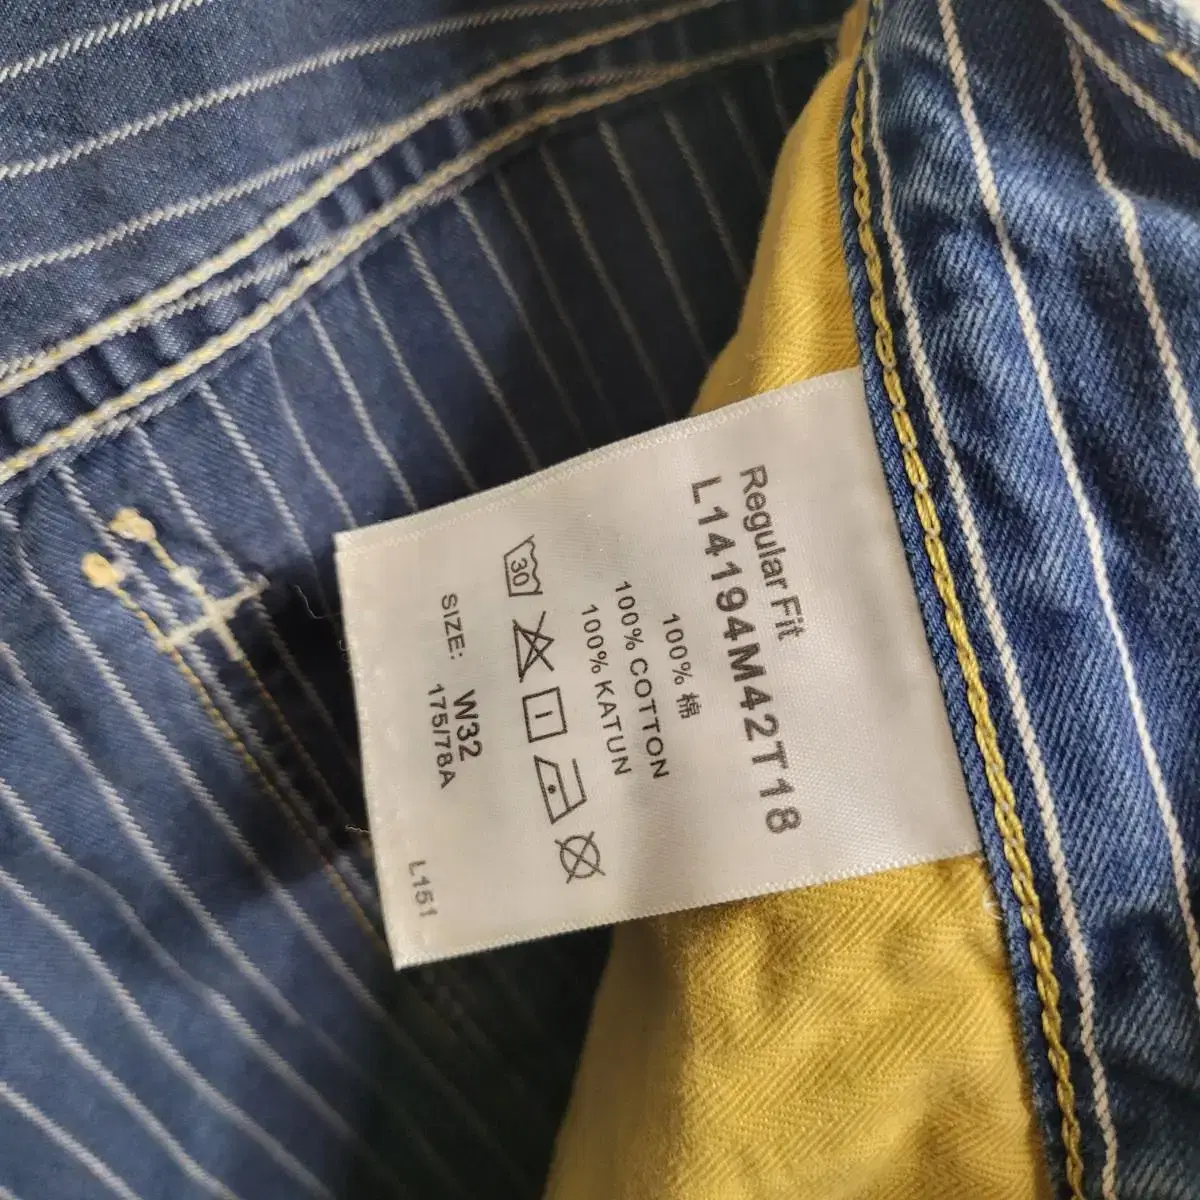 Regular Fit
L14194M42T18
100% 棉
100% COTTON
100% KATUN
30
SIZE: W32
175/78A
L151